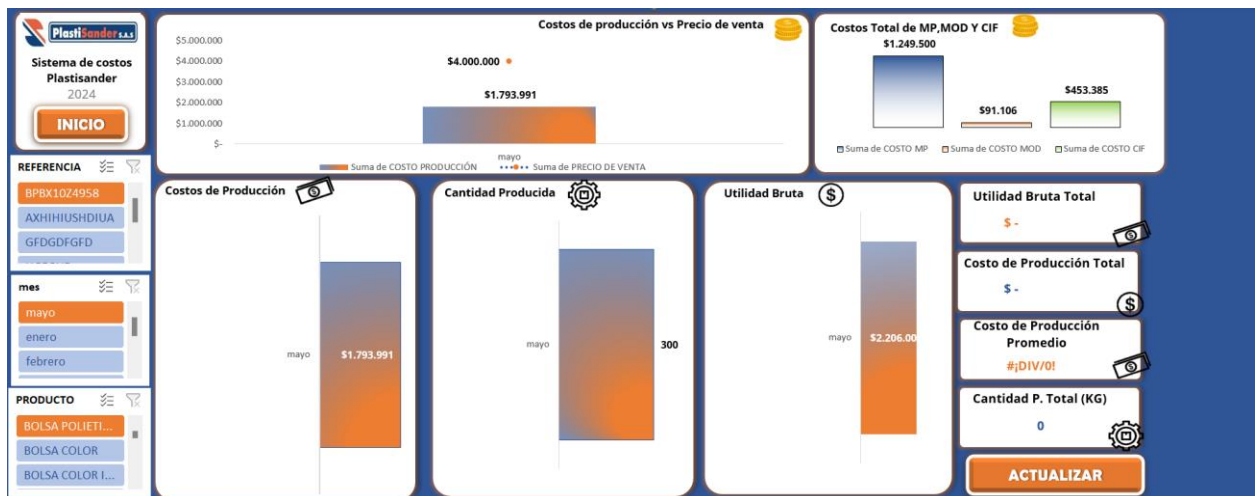 PlastiSander S.A.S
Sistema de costos
Plastisander
2024
INICIO
REFERENCIA
BPBX10Z4958
AXHIHIUSHDIUA
GFDGDFGFD
mes
mayo
enero
febrero
PRODUCTO
BOLSA POLIETI...
BOLSA COLOR
BOLSA COLOR I...
Costos de producción vs Precio de venta
$5.000.000
$4.000.000
$3.000.000
$2.000.000
$1.000.000
$-
$4.000.000
$1.793.991
mayo
Suma de COSTO PRODUCCIÓN
Suma de PRECIO DE VENTA
Costos Total de MP,MOD Y CIF
$1.249.500
$91.106
$453.385
Suma de COSTO MP
Suma de COSTO MOD
Suma de COSTO CIF
Costos de Producción
mayo
$1.793.991
Cantidad Producida
mayo
300
Utilidad Bruta
mayo
$2.206.00
Utilidad Bruta Total
$ -
Costo de Producción Total
$ -
Costo de Producción
Promedio
#¡DIV/0!
Cantidad P. Total (KG)
0
ACTUALIZAR